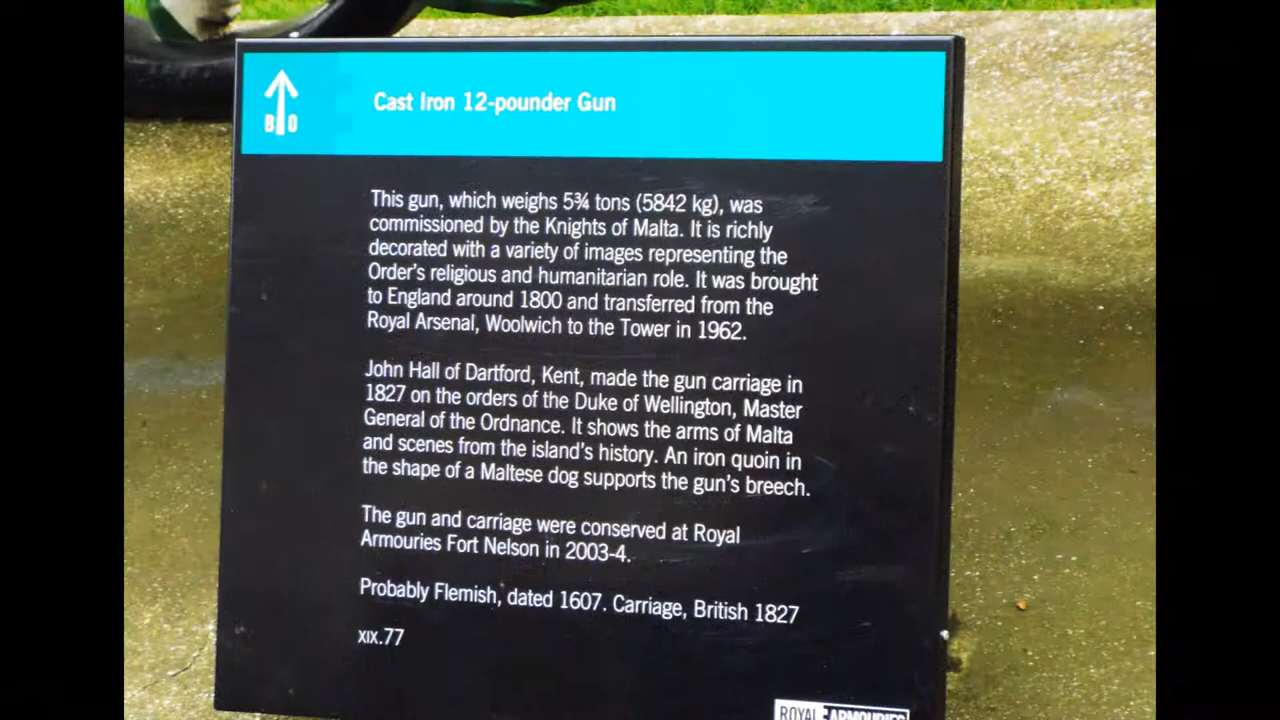 B O
Cast Iron 12-pounder Gun
This gun, which weighs 5¾ tons (5842 kg), was
commissioned by the Knights of Malta. It is richly
decorated with a variety of images representing the
Order's religious and humanitarian role. It was brought
to England around 1800 and transferred from the
Royal Arsenal, Woolwich to the Tower in 1962.
John Hall of Dartford, Kent, made the gun carriage in
1827 on the orders of the Duke of Wellington, Master
General of the Ordnance. It shows the arms of Malta
and scenes from the island's history. An iron quoin in
the shape of a Maltese dog supports the gun's breech.
The gun and carriage were conserved at Royal
Armouries Fort Nelson in 2003-4.
Probably Flemish, dated 1607. Carriage, British 1827
XIX.77
ROYAL ARMOURIES